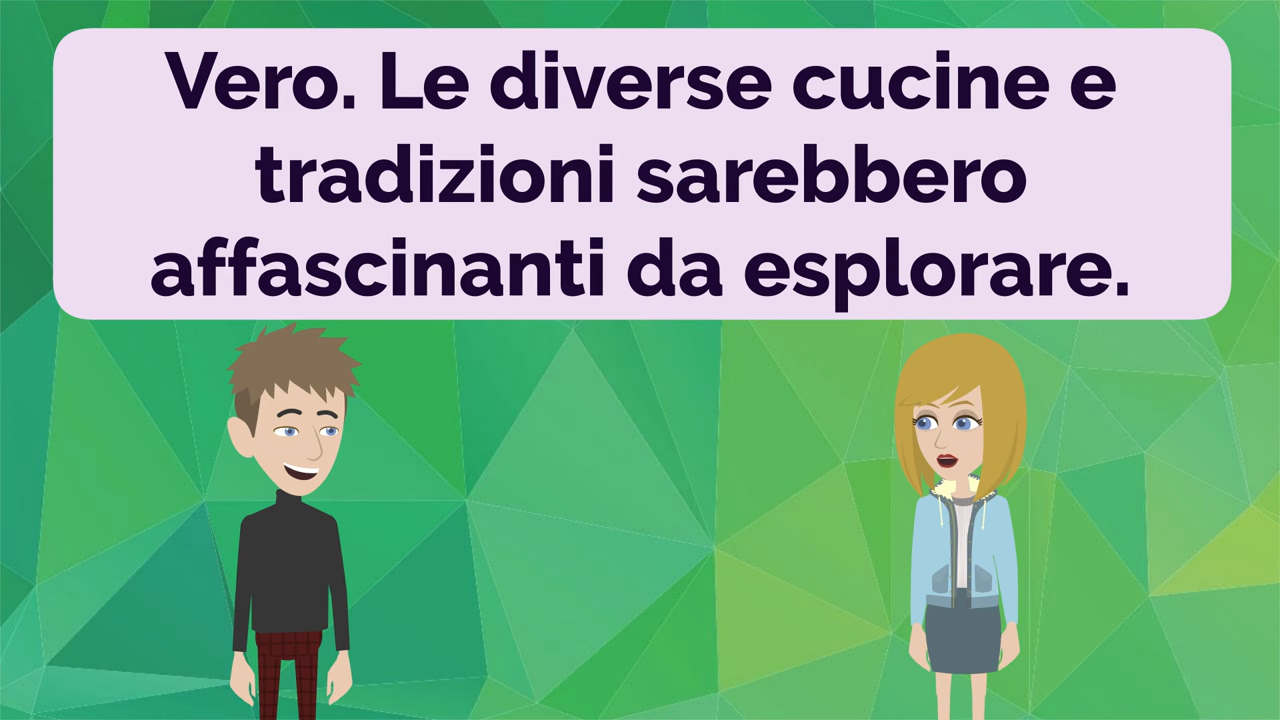 Vero. Le diverse cucine e
tradizioni sarebbero
affascinanti da esplorare.